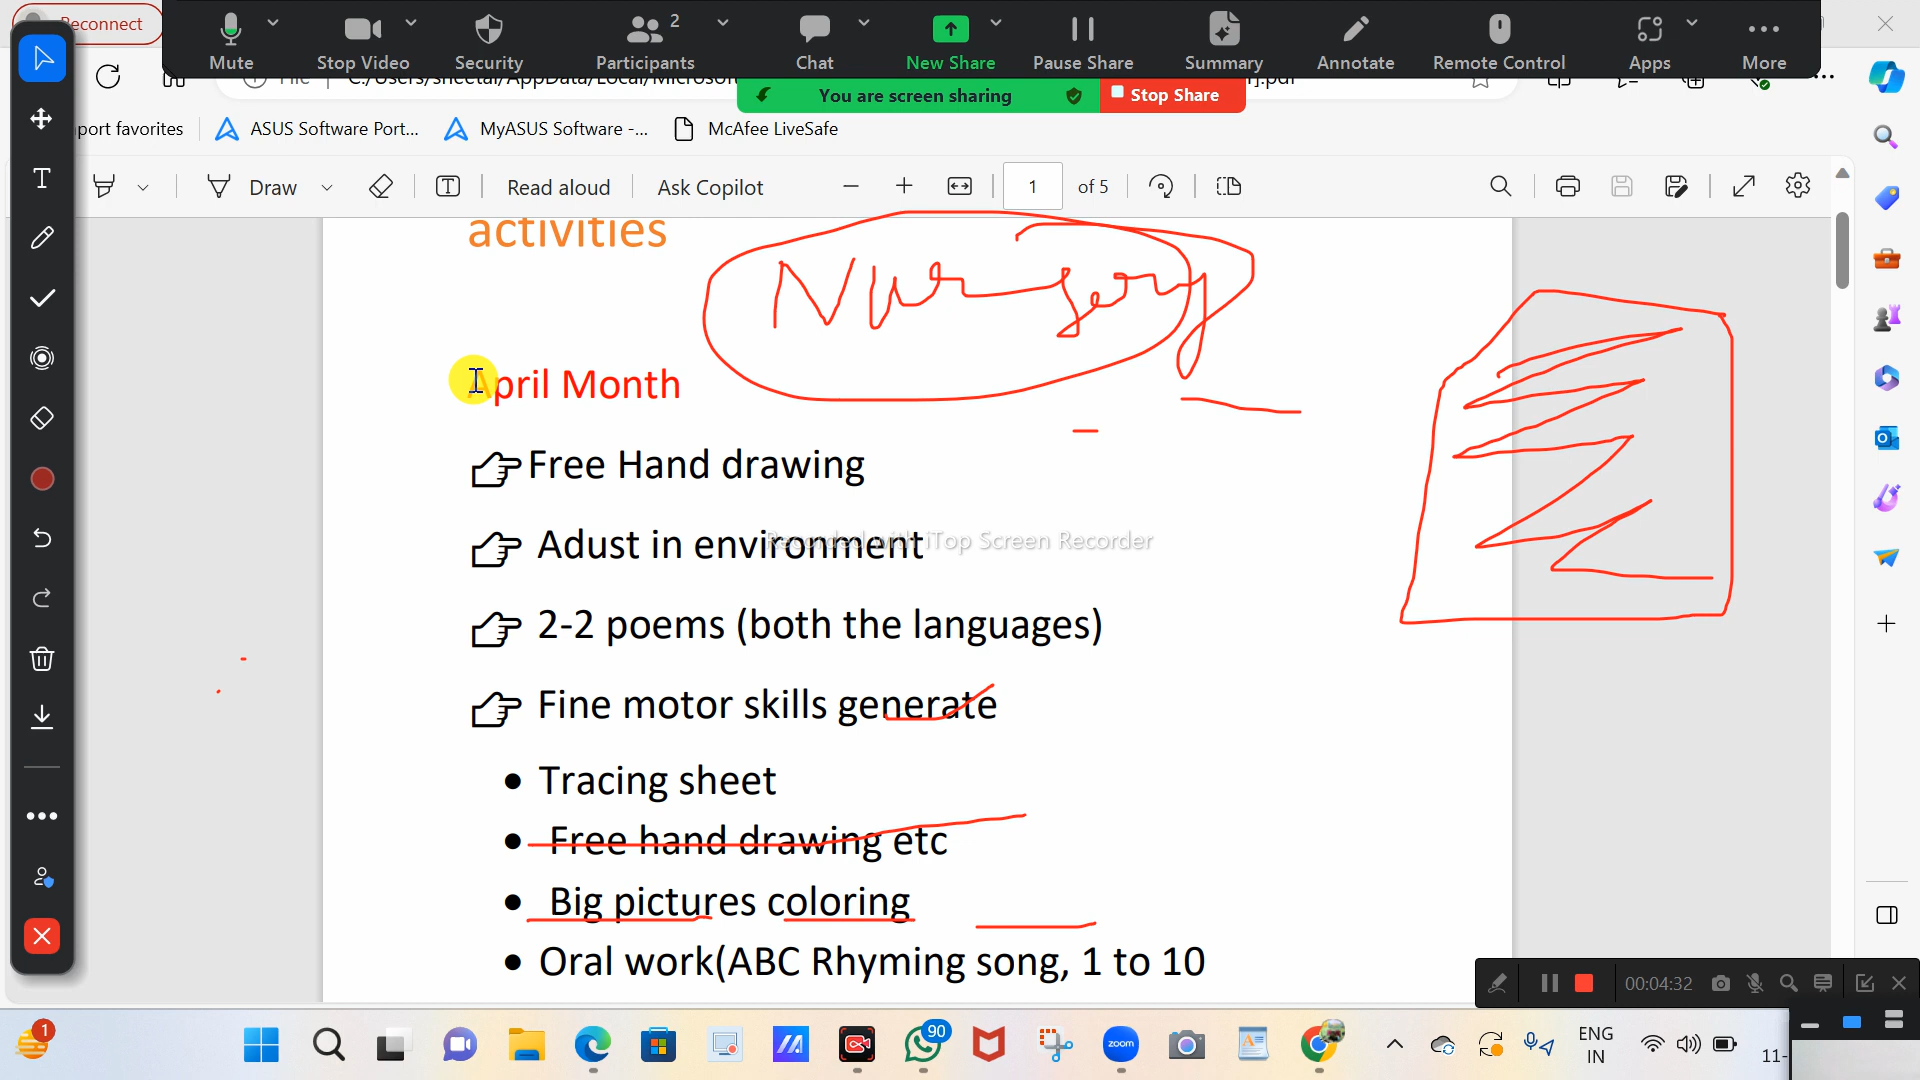 Reconnect
Mute
Stop Video
Security
Participants
2
Chat
New Share
Pause Share
Summary
Annotate
Remote Control
Apps
More
You are screen sharing
Stop Share
port favorites
ASUS Software Port...
MyASUS Software -...
McAfee LiveSafe
Draw
Read aloud
Ask Copilot
1
of 5
activities
Nursery
April Month
Free Hand drawing
Adust in environment
Recorded with iTop Screen Recorder
2-2 poems (both the languages)
Fine motor skills generate
• Tracing sheet
• Free hand drawing etc
• Big pictures coloring
• Oral work(ABC Rhyming song, 1 to 10
00:04:32
1
90
zoom
ENG
IN
11-